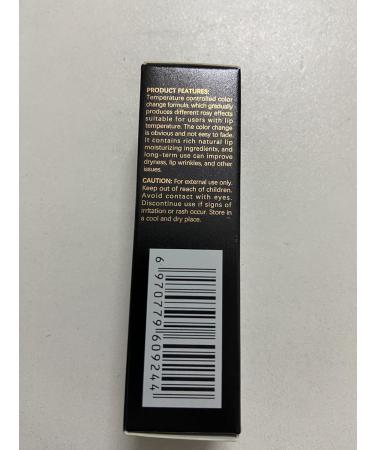 PRODUCT FEATURES:
Temperature controlled color
change formula, which gradually
produces different rosy effects
suitable for users with lip
temperature. The color change
is obvious and not easy to fade.
It contains rich natural lip
moisturizing ingredients, and
long-term use can improve
dryness, lip wrinkles, and other
issues.
CAUTION: For external use only.
Keep out of reach of children.
Avoid contact with eyes.
Discontinue use if signs of
irritation or rash occur. Store in
a cool and dry place.
6 970779 609244